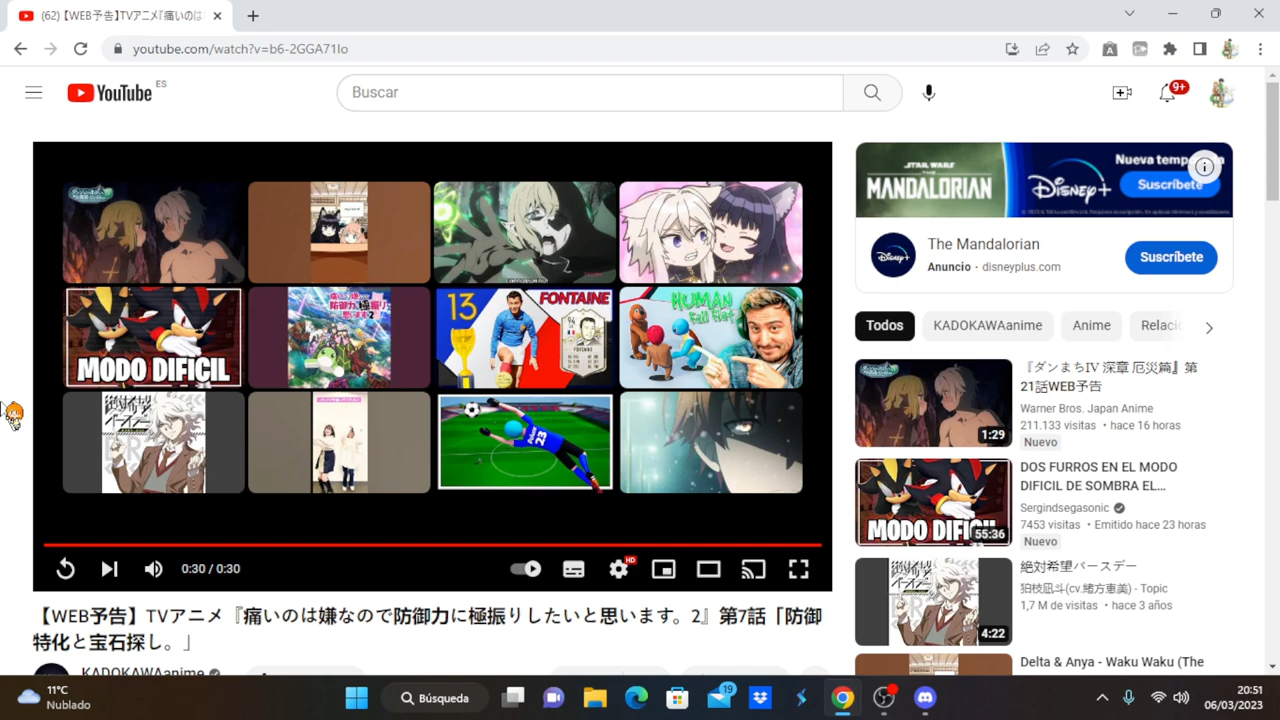 (62) 【WEB予告】TVアニメ『痛いのは
youtube.com/watch?v=b6-2GGA71Io
YouTube ES
Buscar
9+
13
FONTAINE
HUMAN
Fall Flat
MODO DIFICIL
23
0:30 / 0:30
HD
【WEB予告】TVアニメ『痛いのは嫌なので防御力に極振りしたいと思います。2』第7話「防御
特化と宝石探し。」
KADOKAWAanime
STAR WARS
THE
MANDALORIAN
Disney+
Nueva temporada
Suscríbete
The Mandalorian
Anuncio · disneyplus.com
Suscríbete
Todos
KADOKAWAanime
Anime
Relacio
『ダンまちⅣ 深章 厄災篇』第
21話WEB予告
Warner Bros. Japan Anime
211.133 visitas • hace 16 horas
Nuevo
1:29
DOS FURROS EN EL MODO
DIFICIL DE SOMBRA EL...
Sergindsegasonic
7453 visitas • Emitido hace 23 horas
Nuevo
MODO DIFICIL
55:36
絶対希望バースデー
狛枝凪斗(cv.緒方恵美) - Topic
1,7 M de visitas • hace 3 años
4:22
Delta & Anya - Waku Waku (The
11°C
Nublado
Búsqueda
19
20:51
06/03/2023